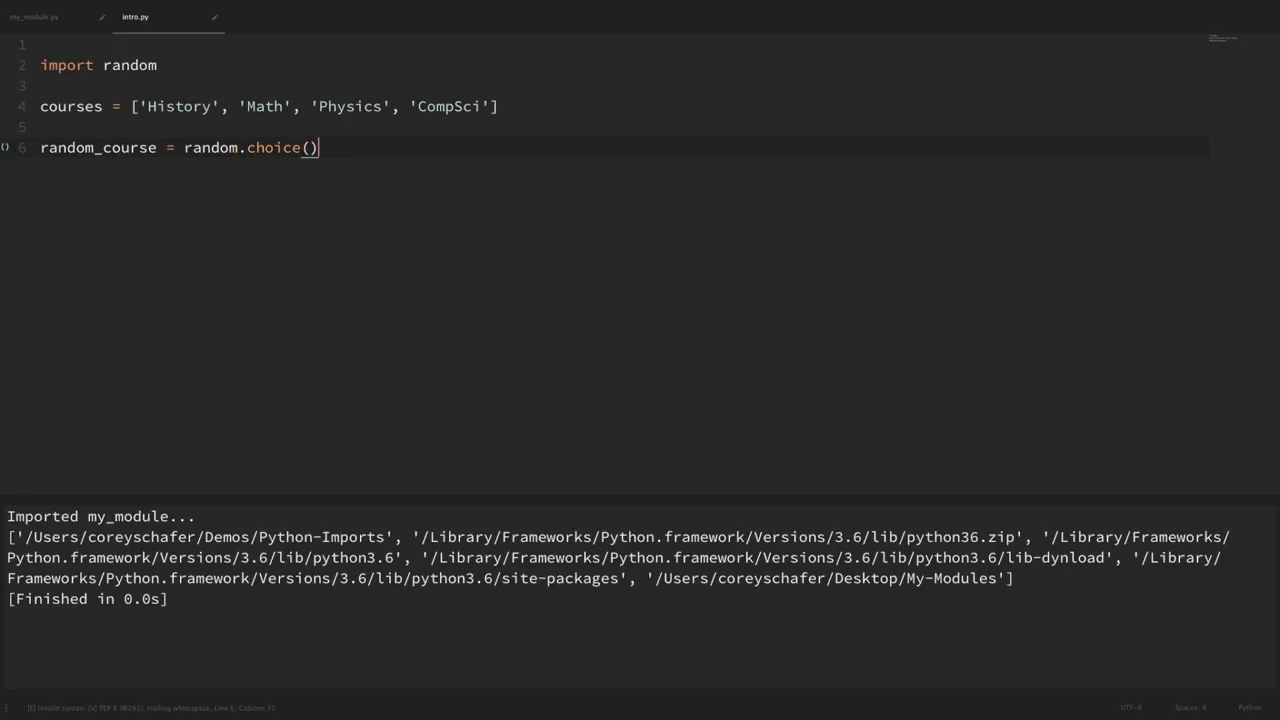 my_module.py
intro.py
1
2 import random
3
4 courses = ['History', 'Math', 'Physics', 'CompSci']
5
() 6 random_course = random.choice()
Imported my_module...
['/Users/coreyschafer/Demos/Python-Imports', '/Library/Frameworks/Python.framework/Versions/3.6/lib/python36.zip', '/Library/Frameworks/
Python.framework/Versions/3.6/lib/python3.6', '/Library/Frameworks/Python.framework/Versions/3.6/lib/python3.6/lib-dynload', '/Library/
Frameworks/Python.framework/Versions/3.6/lib/python3.6/site-packages', '/Users/coreyschafer/Desktop/My-Modules']
[Finished in 0.0s]
[E] invalid syntax; [V] PEP 8 (W291): trailing whitespace, Line 6, Column 32
UTF-8
Spaces: 4
Python